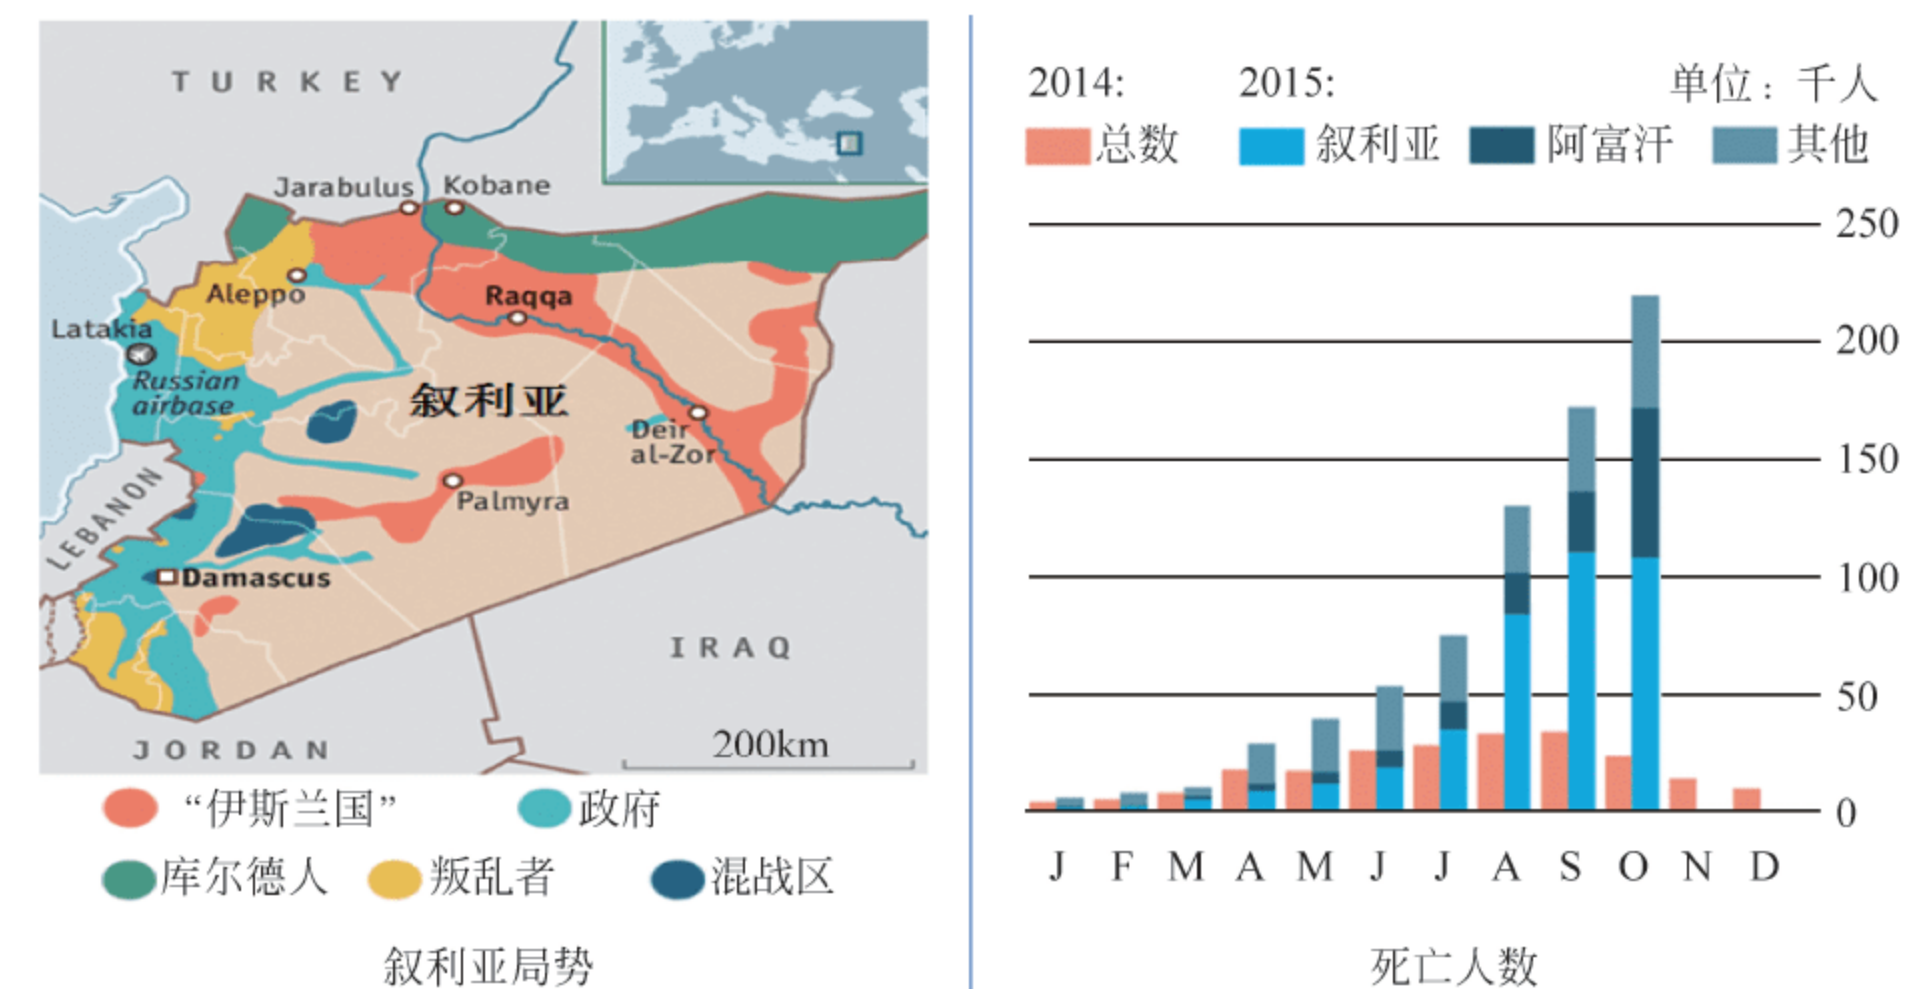 TURKEY
Jarabulus
Kobane
Aleppo
Raqqa
Latakia
Russian
airbase
叙利亚
Deir
al-Zor
Palmyra
LEBANON
Damascus
IRAQ
JORDAN
200km
“伊斯兰国”
政府
库尔德人
叛乱者
混战区
叙利亚局势
2014:
2015:
单位：千人
总数
叙利亚
阿富汗
其他
250
200
150
100
50
0
J F M A M J J A S O N D
死亡人数